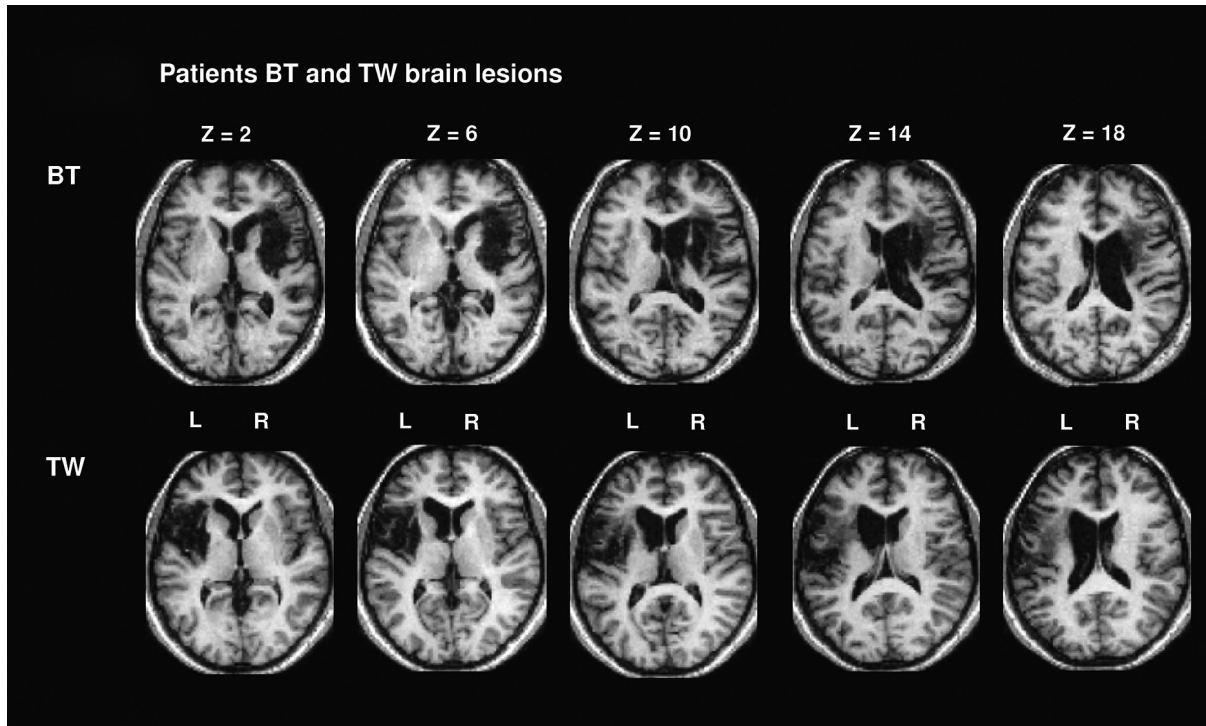 Patients BT and TW brain lesions
Z = 2 Z = 6 Z = 10 Z = 14 Z = 18
BT
L R L R L R L R L R
TW